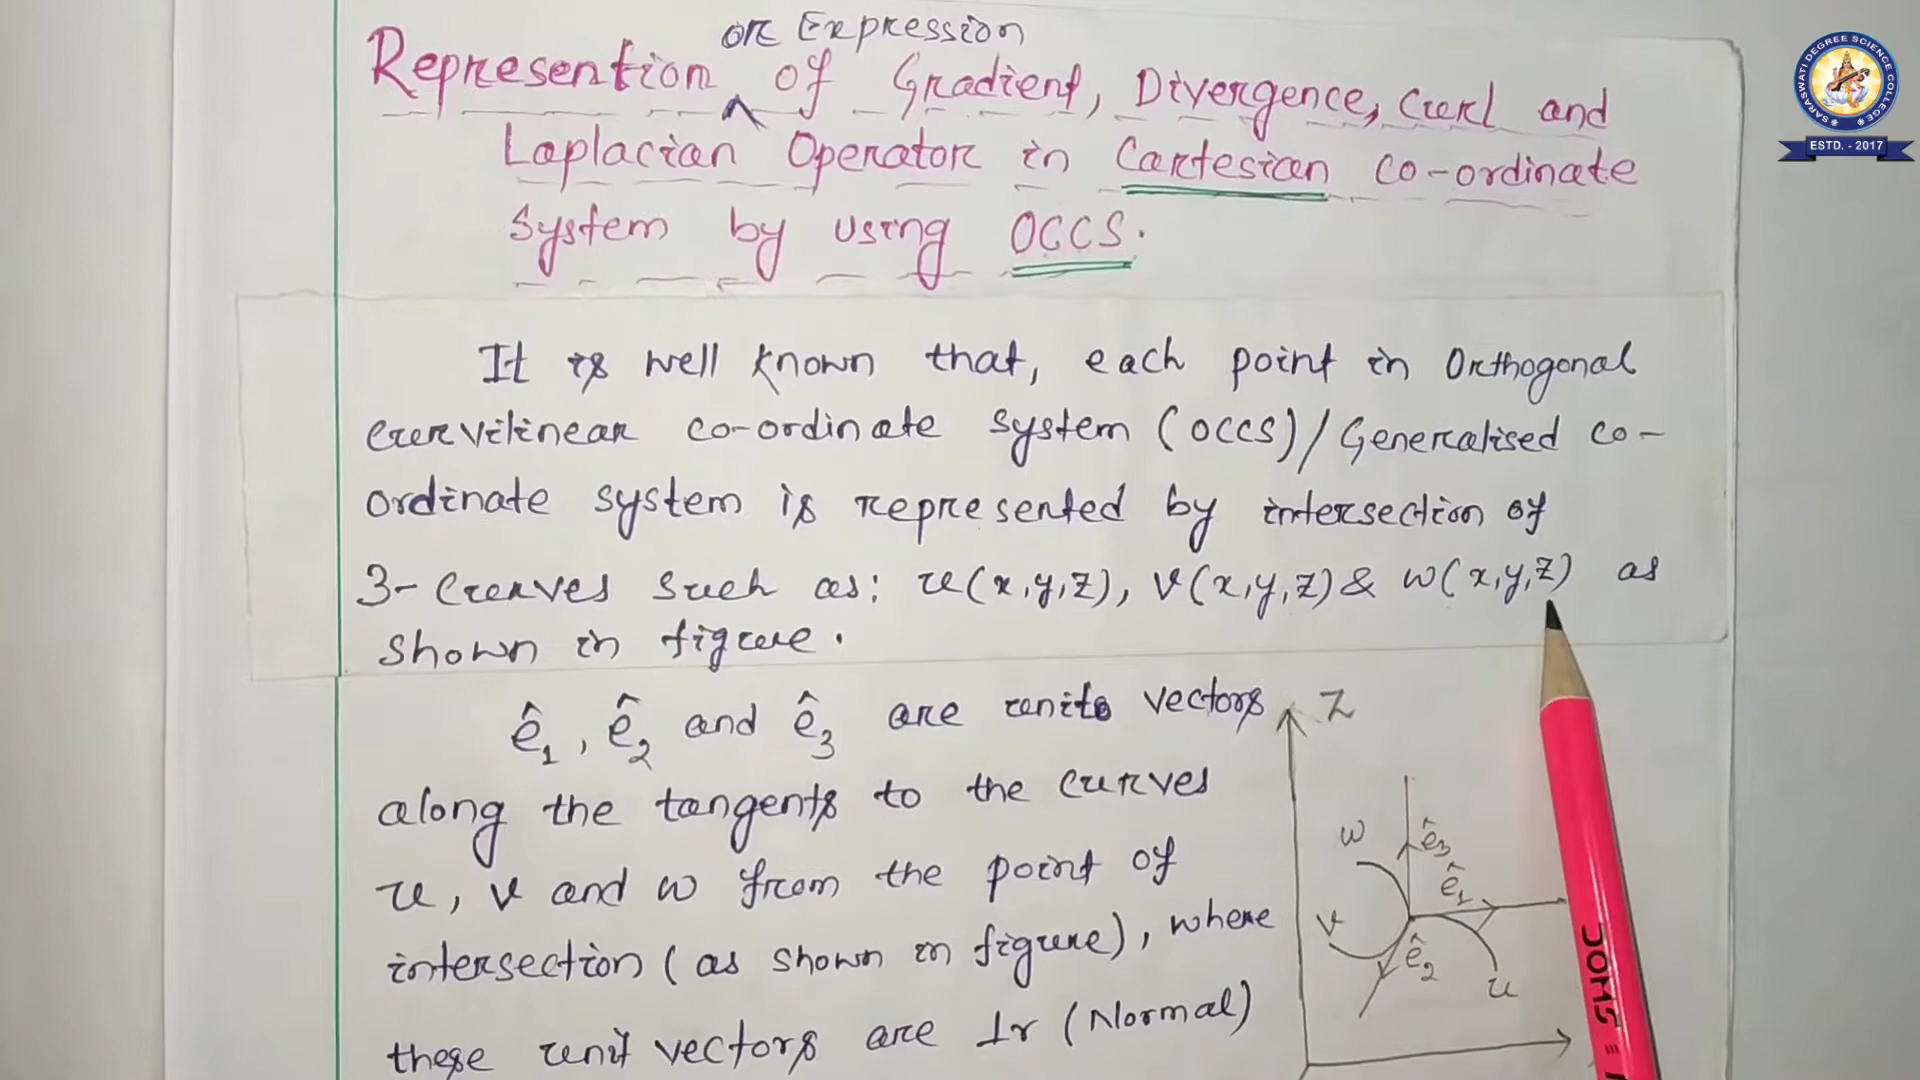 or Expression
Represention of Gradient, Divergence, Curl and
Laplacian Operator in Cartesian co-ordinate
System by using OCCS.
It is well known that, each point in Orthogonal
curvilinear co-ordinate system (OCCS)/Generalised co-
ordinate system is represented by intersection of
3-Curves such as: u(x,y,z), v(x,y,z) & w(x,y,z) as
shown in figure.
ê1, ê2 and ê3 are unit vectors
along the tangents to the curves
u, v and w from the point of
intersection (as shown in figure), where
these unit vectors are ⊥r (Normal)
Z
w
ê3
ê1
v
ê2
u
DOMS
SARASWATI DEGREE SCIENCE COLLEGE
ESTD. - 2017